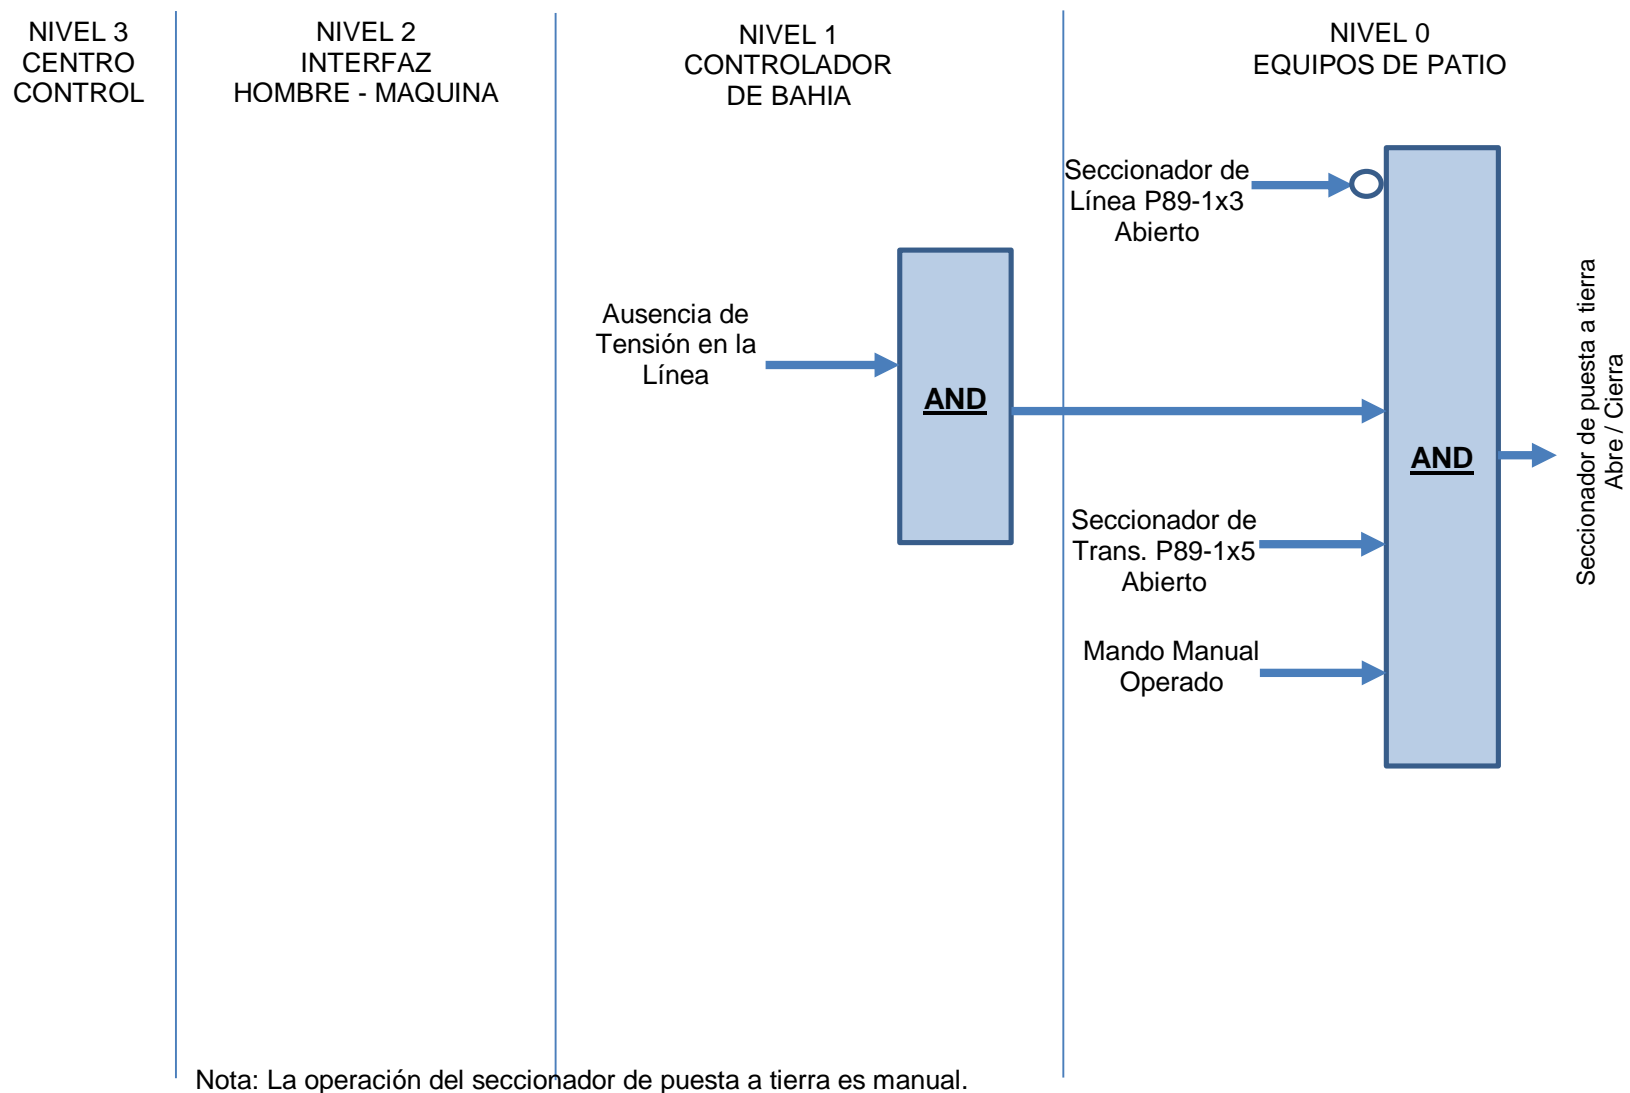 NIVEL 3
CENTRO
CONTROL
NIVEL 2
INTERFAZ
HOMBRE - MAQUINA
NIVEL 1
CONTROLADOR
DE BAHIA
NIVEL 0
EQUIPOS DE PATIO
Seccionador de
Línea P89-1x3
Abierto
Ausencia de
Tensión en la
Línea
AND
AND
Seccionador de
Trans. P89-1x5
Abierto
Mando Manual
Operado
Seccionador de puesta a tierra
Abre / Cierra
Nota: La operación del seccionador de puesta a tierra es manual.